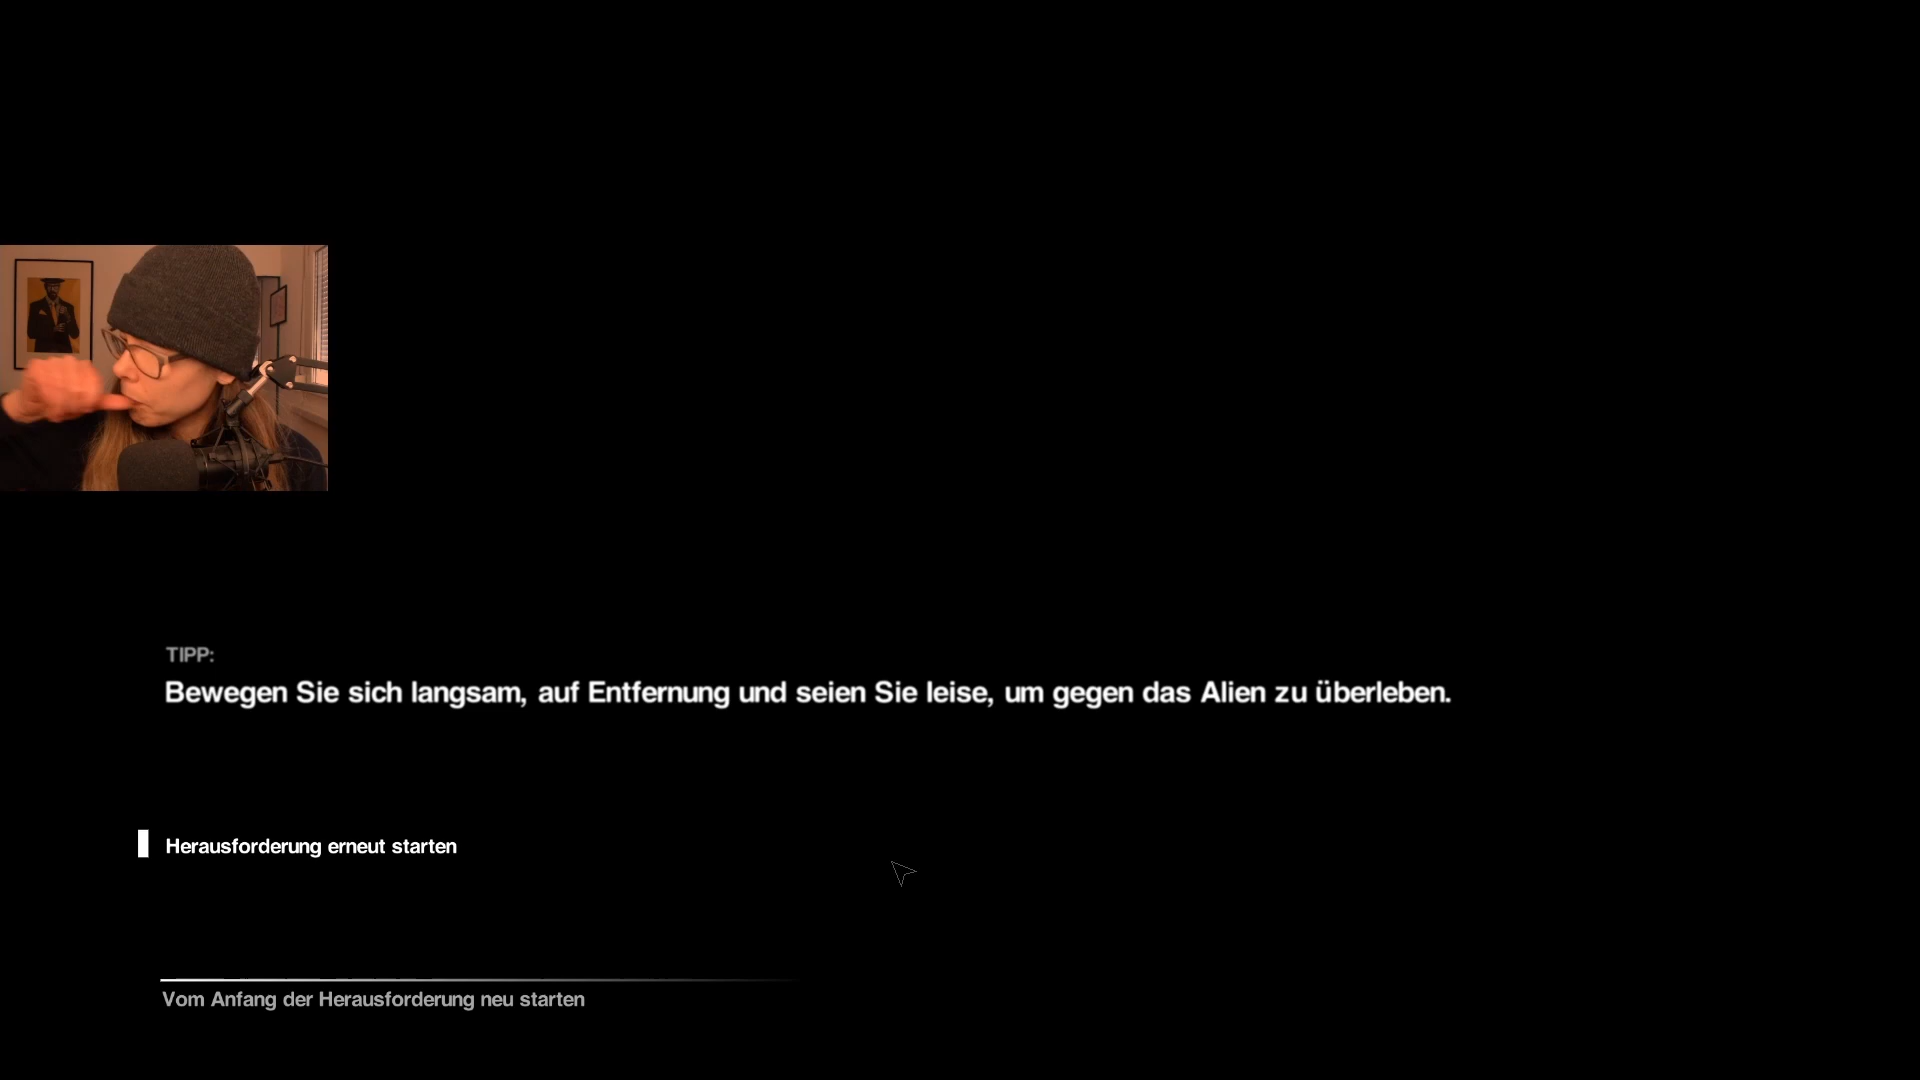 TIPP:
Bewegen Sie sich langsam, auf Entfernung und seien Sie leise, um gegen das Alien zu überleben.
Herausforderung erneut starten
Vom Anfang der Herausforderung neu starten